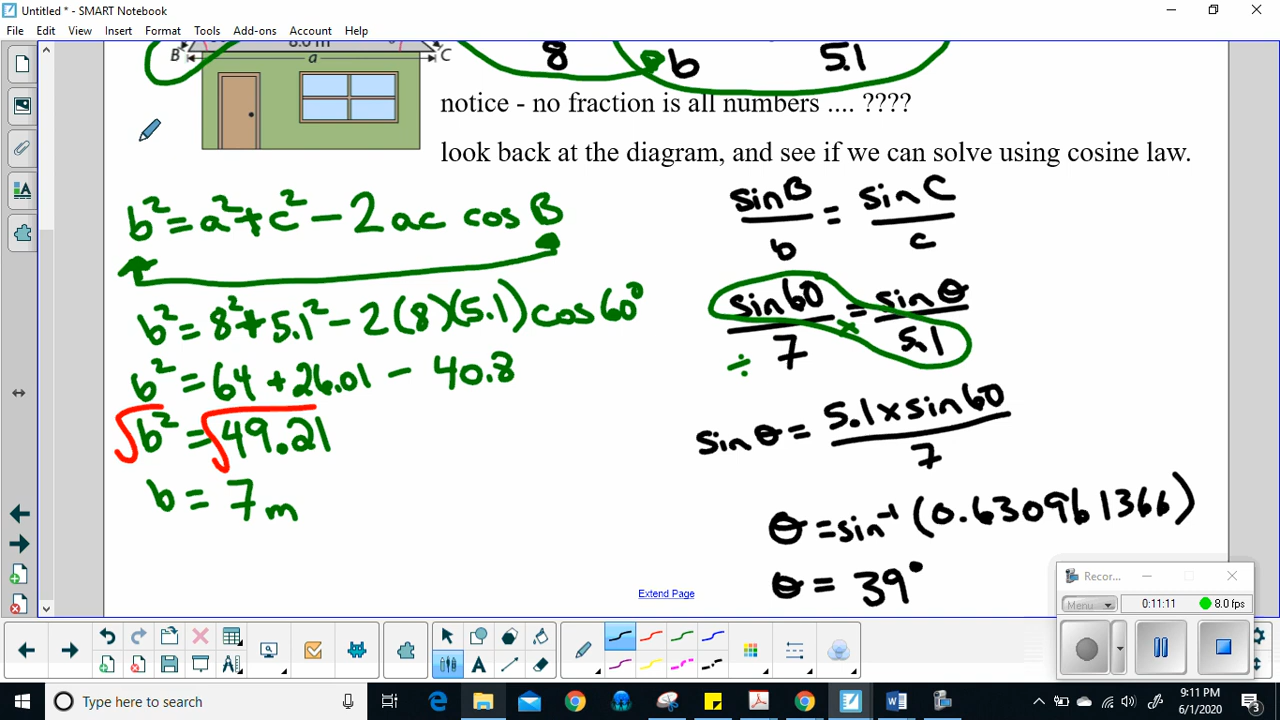 Untitled * - SMART Notebook
File Edit View Insert Format Tools Add-ons Account Help
8.0 m
B a C
8 b 5.1
notice - no fraction is all numbers .... ????
look back at the diagram, and see if we can solve using cosine law.
b² = a² + c² – 2ac cos B
b² = 8² + 5.1² – 2(8)(5.1) cos 60°
b² = 64 + 26.01 – 40.8
√b² = √49.21
b = 7m
sinB/b = sinC/c
sin60/7 = sinθ/5.1
× ÷
sinθ = 5.1 x sin60/7
θ = sin⁻¹ (0.630961366)
θ = 39°
Extend Page
Recor...
Menu 0:11:11 8.0 fps
Type here to search
9:11 PM
6/1/2020
3